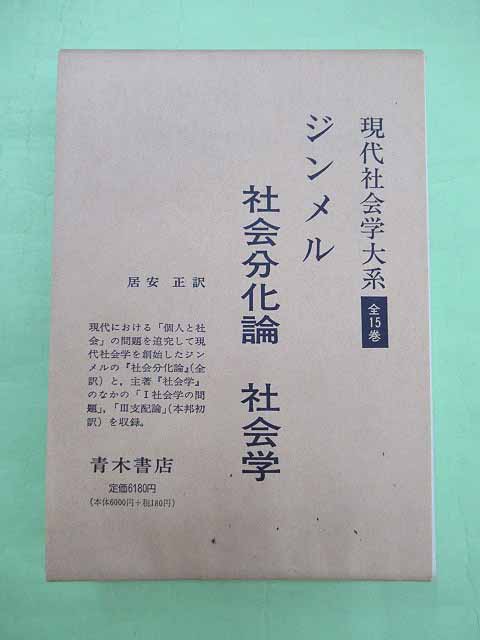 現代社会学大系
全15巻
ジンメル
社会分化論 社会学
居安 正訳
現代における「個人と社
会」の問題を追究して現
代社会学を創始したジン
メルの『社会分化論』(全
訳)と,主著『社会学』
のなかの「Ⅰ社会学の問
題」,「Ⅲ支配論」(本邦初
訳)を収録。
青木書店
定価6180円
(本体6000円+税180円)